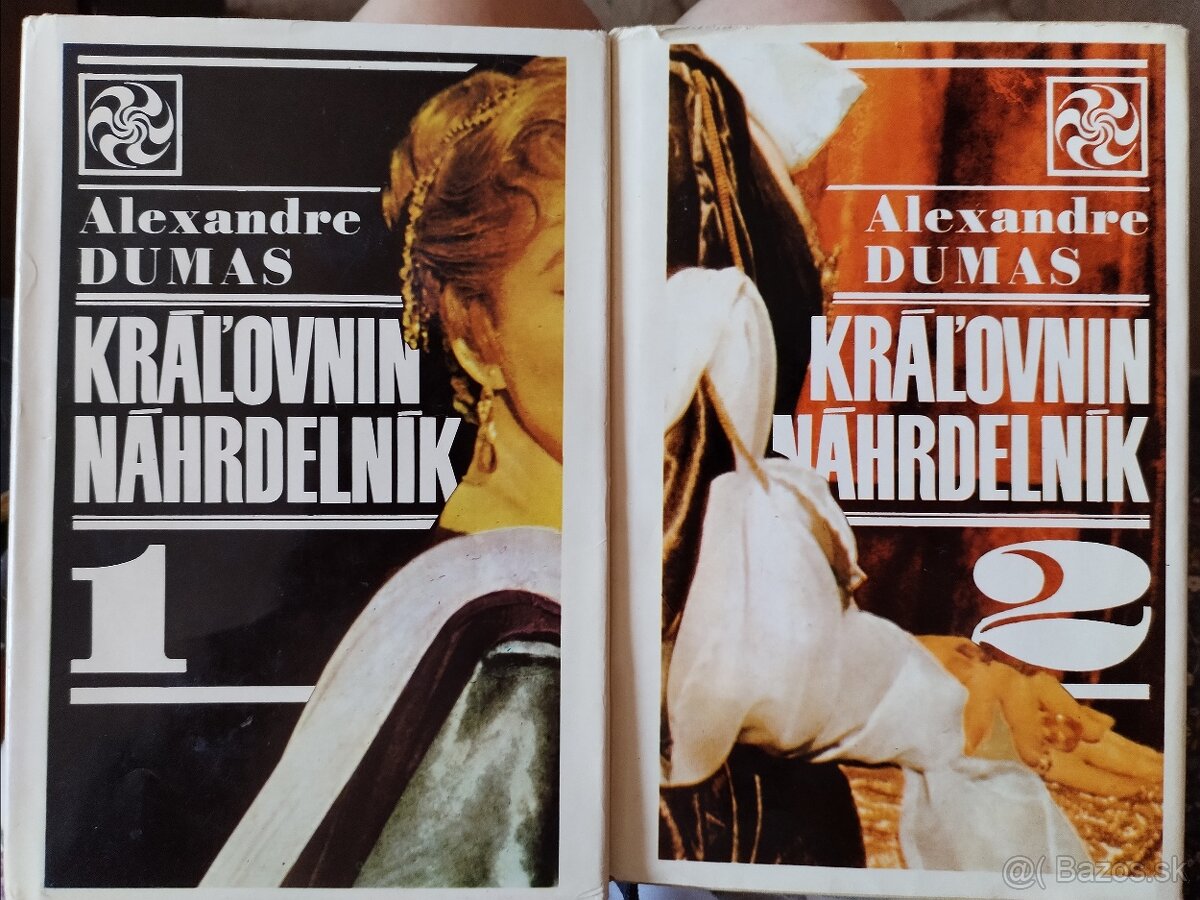 Alexandre
DUMAS
KRÁĽOVNIN
NÁHRDELNÍK
1
Alexandre
DUMAS
KRÁĽOVNIN
NÁHRDELNÍK
2
@( Bazos.sk